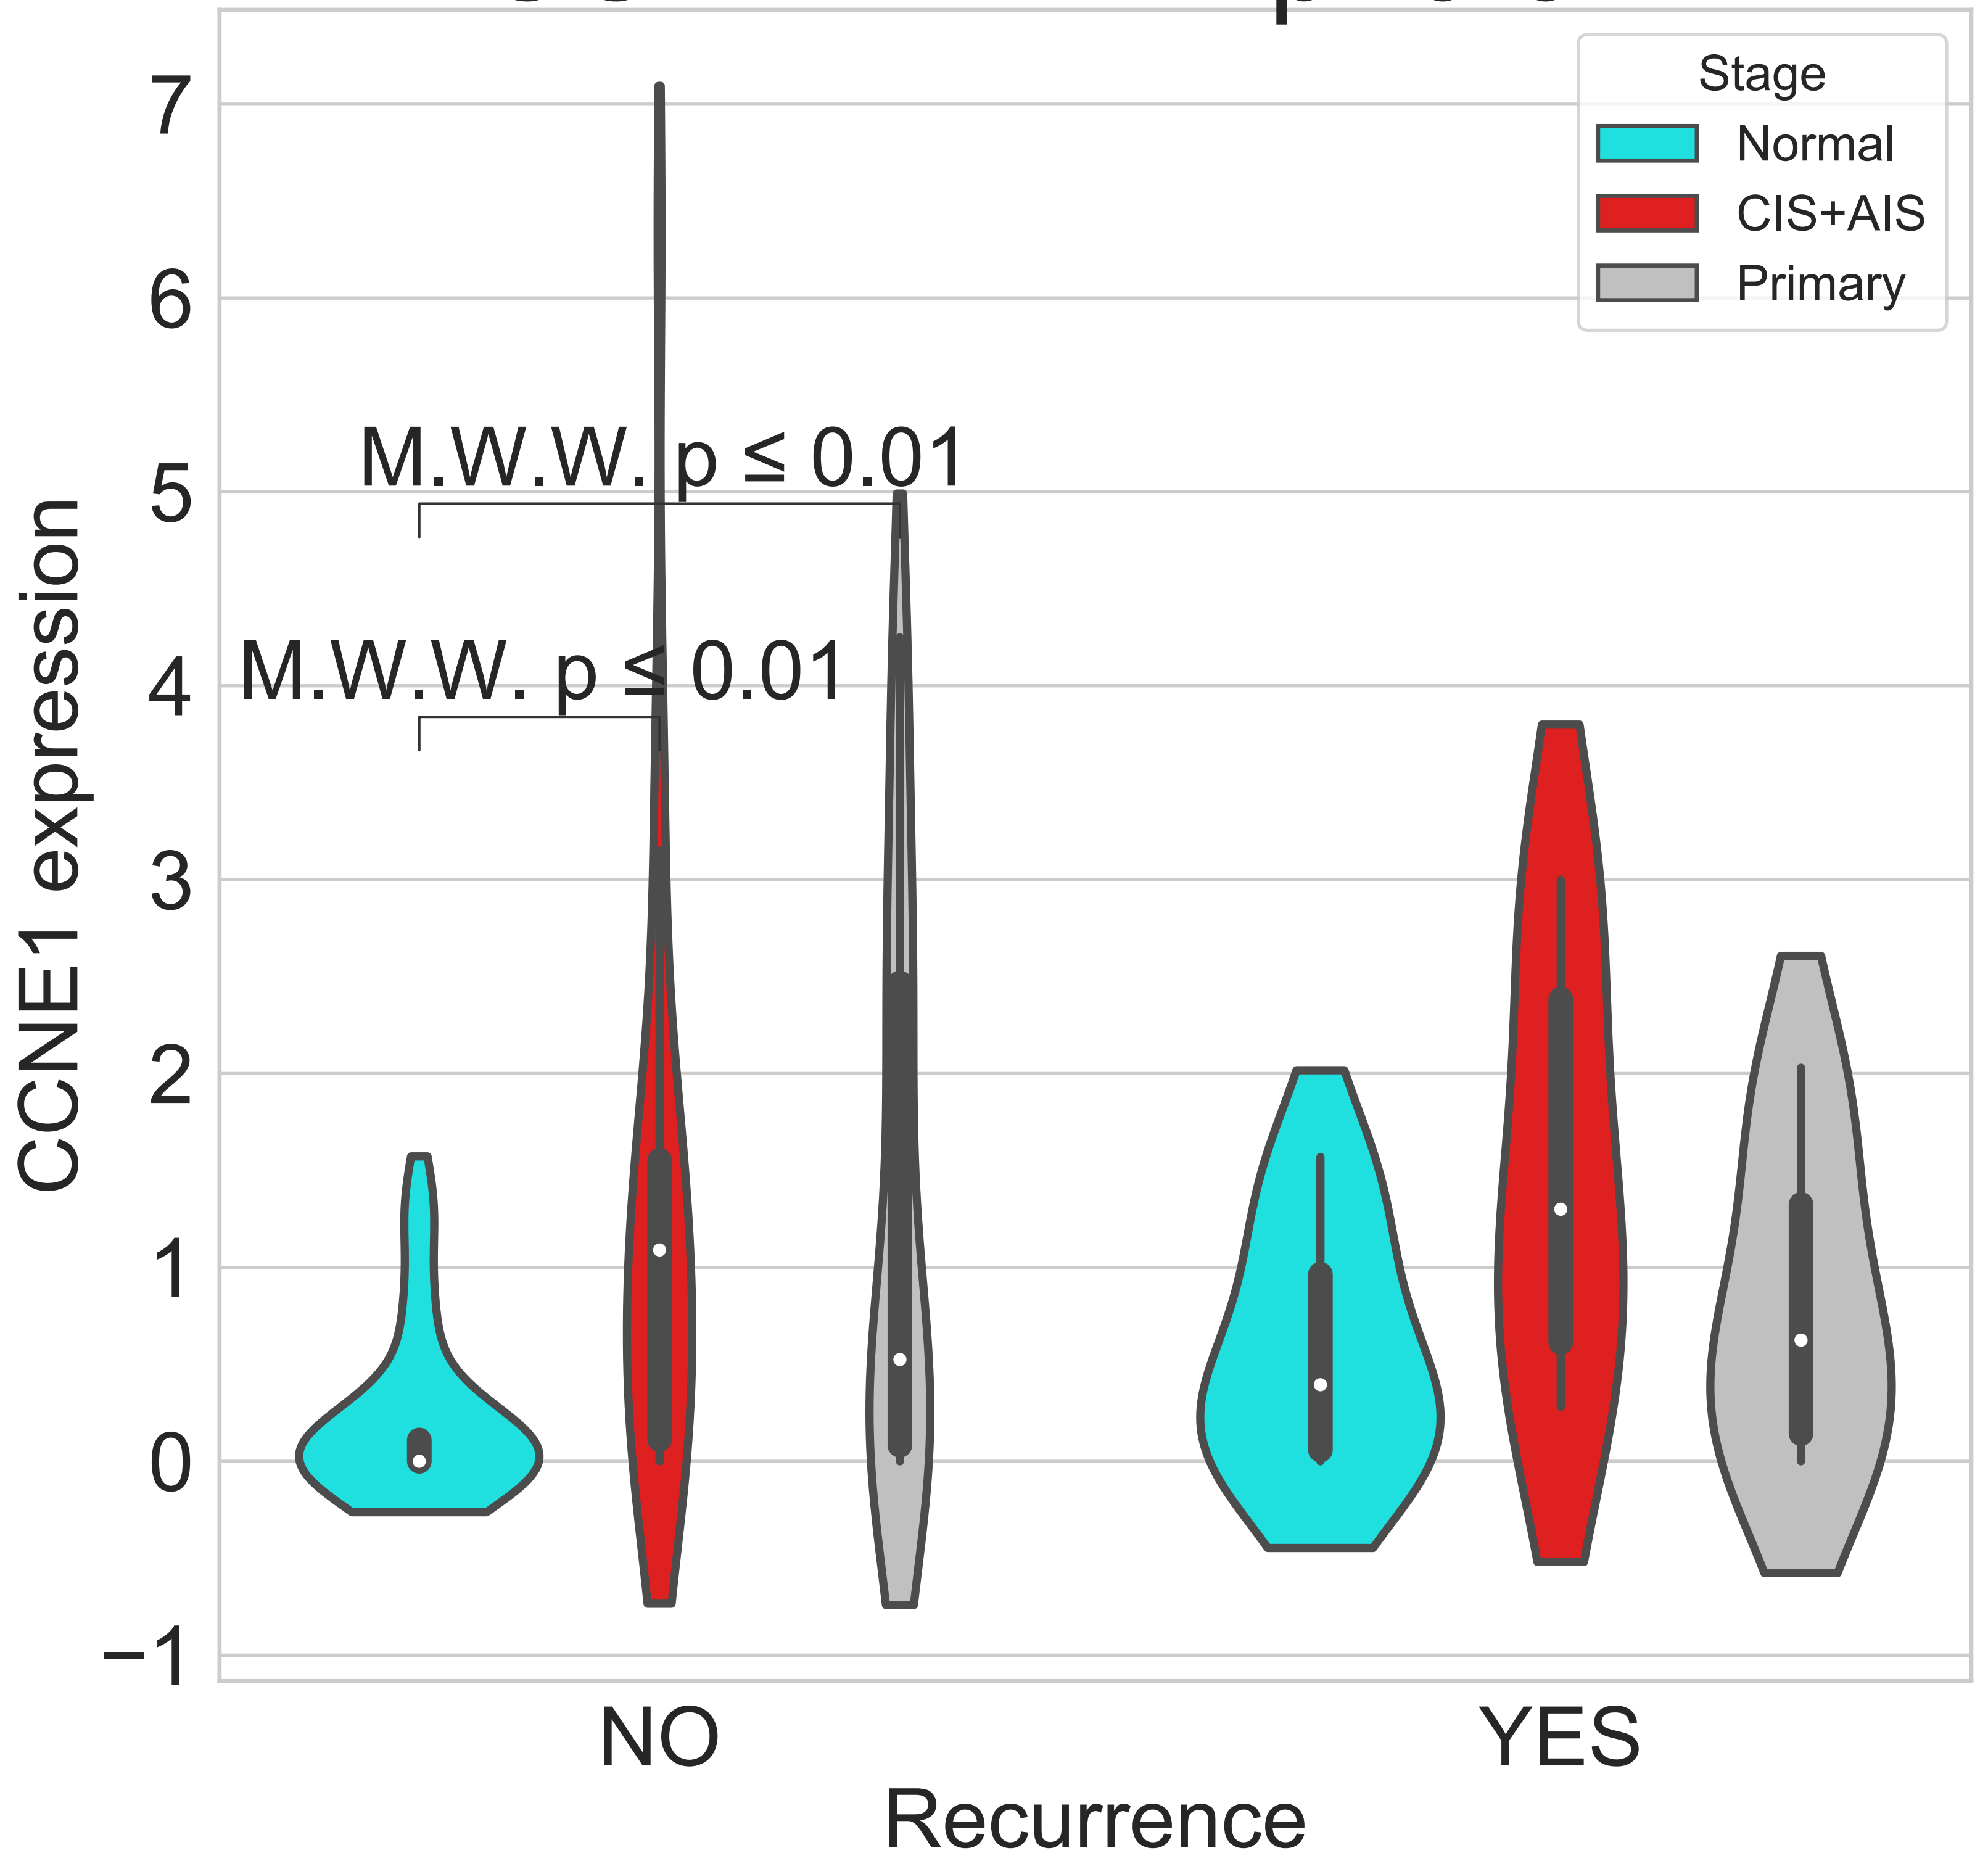 Stage
Normal
CIS+AIS
Primary
7
6
5
4
3
2
1
0
−1
CCNE1 expression
M.W.W. p ≤ 0.01
M.W.W. p ≤ 0.01
NO
YES
Recurrence